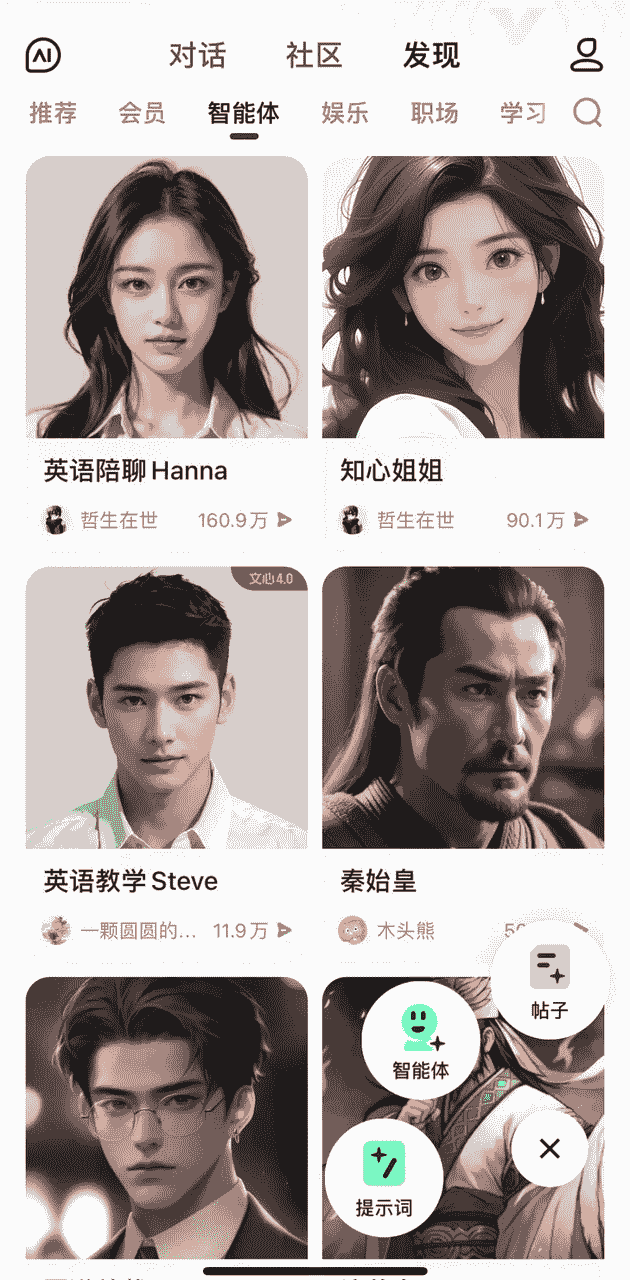 AI
对话 社区 发现
推荐 会员 智能体 娱乐 职场 学习
英语陪聊 Hanna
哲生在世 160.9万
知心姐姐
哲生在世 90.1万
文心4.0
英语教学 Steve
一颗圆圆的... 11.9万
秦始皇
木头熊
帖子
智能体
提示词